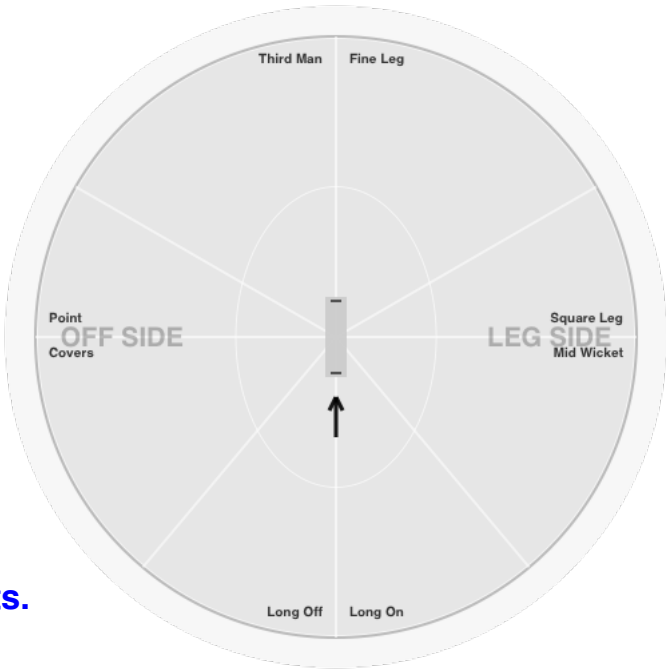 Third Man Fine Leg
Point
OFF SIDE
Covers
Square Leg
LEG SIDE
Mid Wicket
s.
Long Off Long On